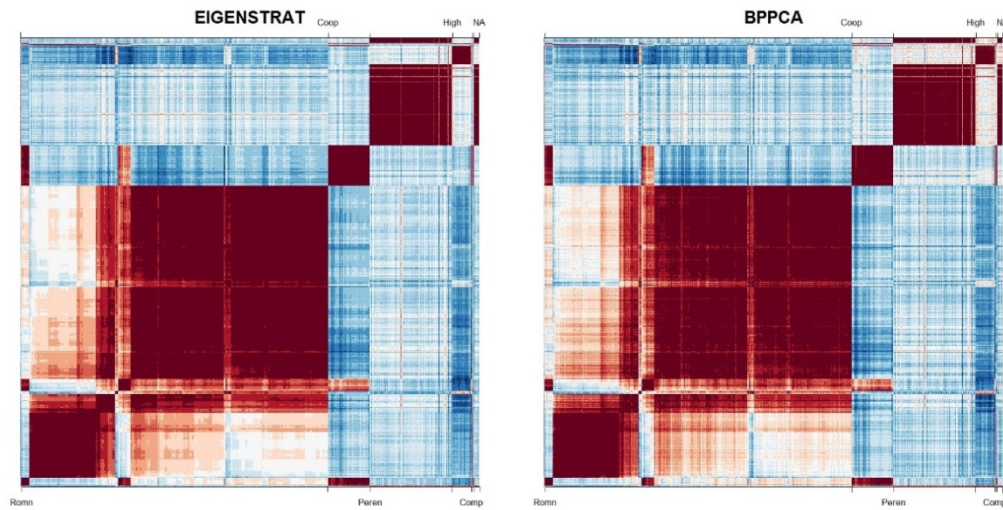 EIGENSTRAT
Coop High NA
Romn Peren Comp
BPPCA
Coop High N
Romn Peren Comp